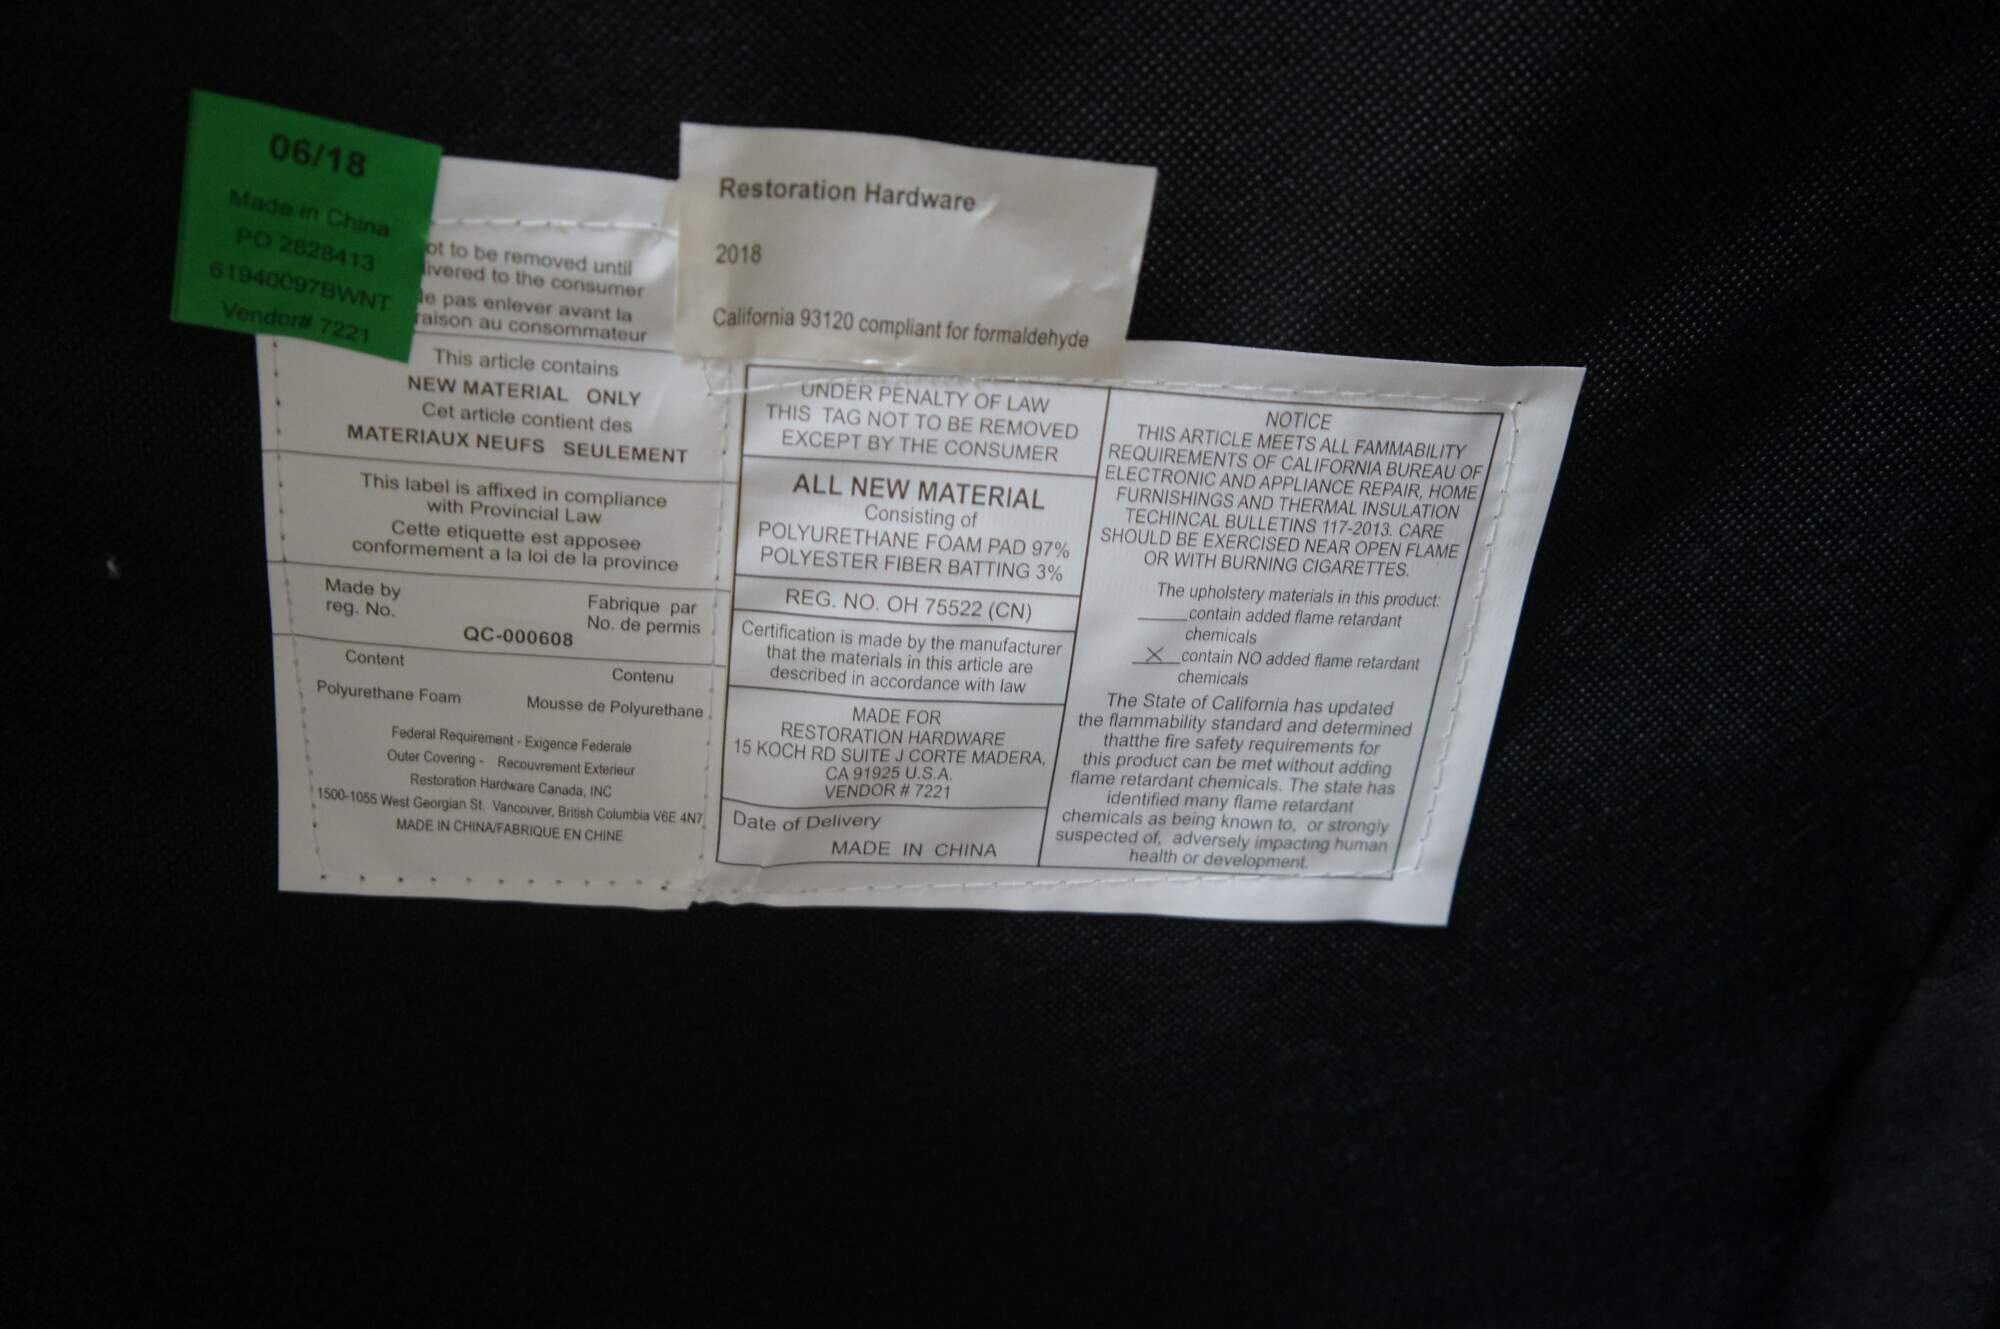 06/18
Made in China
PO 2828413
61940097BWNT
Vendor# 7221
Restoration Hardware
2018
California 93120 compliant for formaldehyde
ot to be removed until
livered to the consumer
e pas enlever avant la
raison au consommateur
This article contains
NEW MATERIAL ONLY
Cet article contient des
MATERIAUX NEUFS SEULEMENT
This label is affixed in compliance
with Provincial Law
Cette etiquette est apposee
conformement a la loi de la province
Made by
reg. No.
Fabrique par
No. de permis
QC-000608
Content
Contenu
Polyurethane Foam
Mousse de Polyurethane
Federal Requirement - Exigence Federale
Outer Covering - Recouvrement Exterieur
Restoration Hardware Canada, INC
1500-1055 West Georgian St. Vancouver, British Columbia V6E 4N7
MADE IN CHINA/FABRIQUE EN CHINE
UNDER PENALTY OF LAW
THIS TAG NOT TO BE REMOVED
EXCEPT BY THE CONSUMER
ALL NEW MATERIAL
Consisting of
POLYURETHANE FOAM PAD 97%
POLYESTER FIBER BATTING 3%
REG. NO. OH 75522 (CN)
Certification is made by the manufacturer
that the materials in this article are
described in accordance with law
MADE FOR
RESTORATION HARDWARE
15 KOCH RD SUITE J CORTE MADERA,
CA 91925 U.S.A.
VENDOR # 7221
Date of Delivery
MADE IN CHINA
NOTICE
THIS ARTICLE MEETS ALL FAMMABILITY
REQUIREMENTS OF CALIFORNIA BUREAU OF
ELECTRONIC AND APPLIANCE REPAIR, HOME
FURNISHINGS AND THERMAL INSULATION
TECHINCAL BULLETINS 117-2013. CARE
SHOULD BE EXERCISED NEAR OPEN FLAME
OR WITH BURNING CIGARETTES.
The upholstery materials in this product:
____contain added flame retardant
chemicals
__X__contain NO added flame retardant
chemicals
The State of California has updated
the flammability standard and determined
thatthe fire safety requirements for
this product can be met without adding
flame retardant chemicals. The state has
identified many flame retardant
chemicals as being known to, or strongly
suspected of, adversely impacting human
health or development.